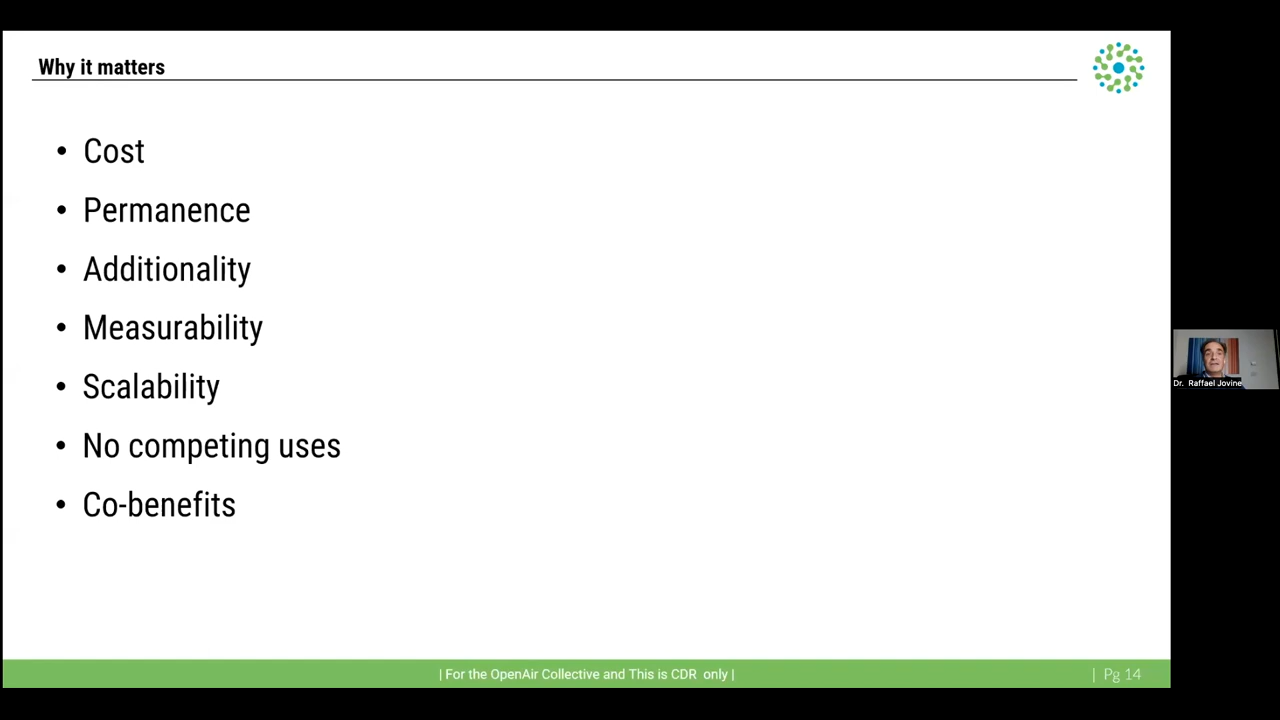 Why it matters
• Cost
• Permanence
• Additionality
• Measurability
• Scalability
• No competing uses
• Co-benefits
Dr. Raffael Jovine
| For the OpenAir Collective and This is CDR only |
| Pg 14